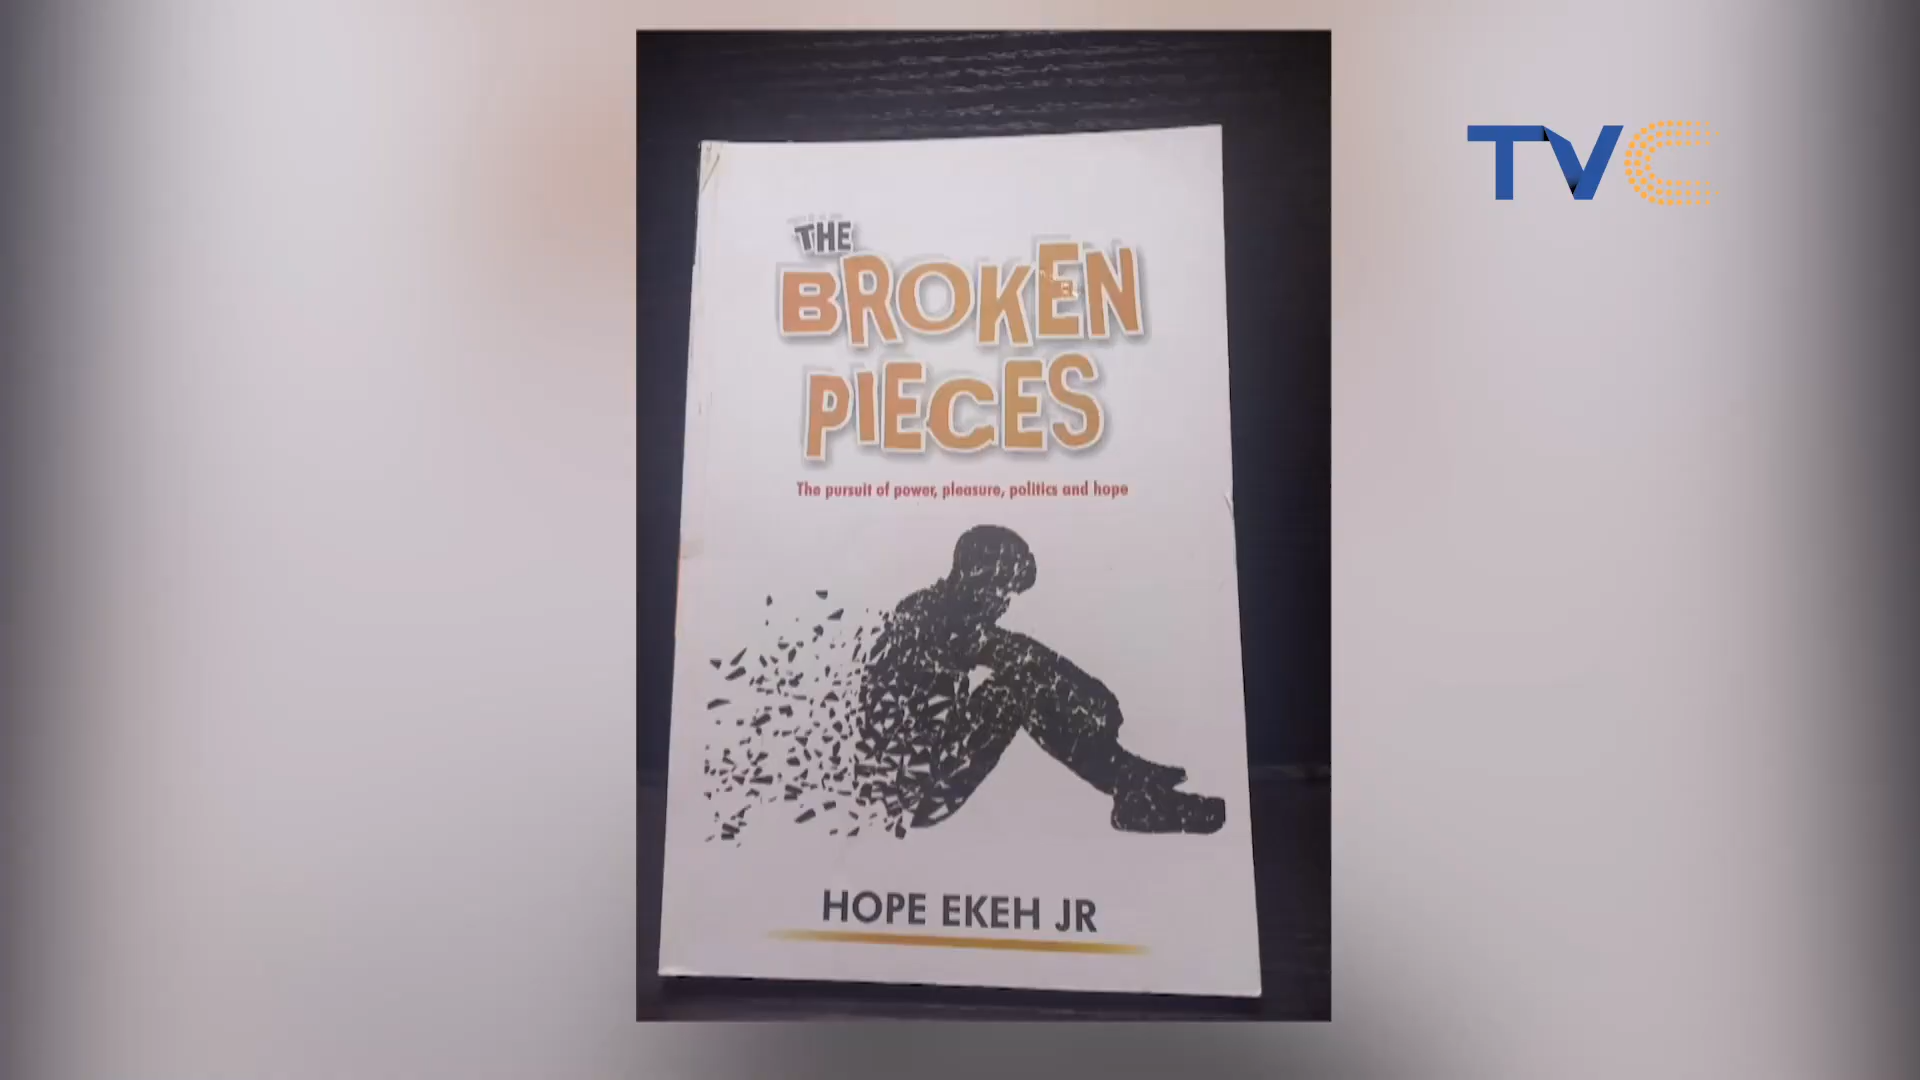 TVC
THE
BROKEN
PIECES
The pursuit of power, pleasure, politics and hope
HOPE EKEH JR